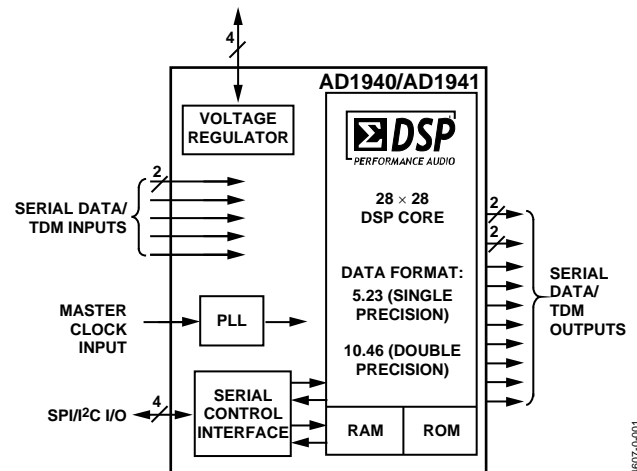 4
AD1940/AD1941
VOLTAGE
REGULATOR
ΣDSP
PERFORMANCE AUDIO
2
SERIAL DATA/
TDM INPUTS
28 × 28
DSP CORE
2
2
DATA FORMAT:
5.23 (SINGLE
PRECISION)
10.46 (DOUBLE
PRECISION)
SERIAL
DATA/
TDM
OUTPUTS
MASTER
CLOCK
INPUT
PLL
SPI/I²C I/O
4
SERIAL
CONTROL
INTERFACE
RAM
ROM